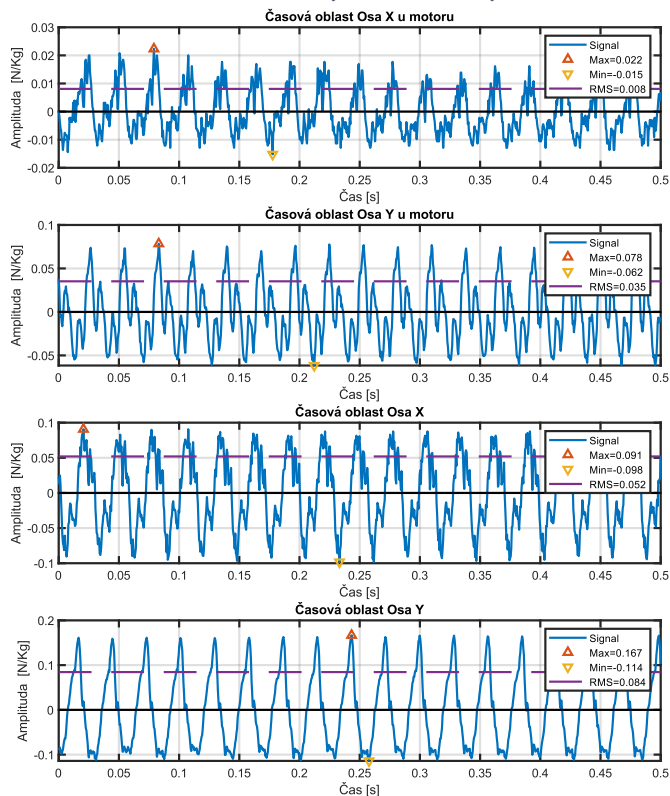 Časová oblast Osa X u motoru
Amplituda [N/Kg]
0.03
0.02
0.01
0
-0.01
-0.02
0 0.05 0.1 0.15 0.2 0.25 0.3 0.35 0.4 0.45 0.5
Čas [s]
Signal
Max=0.022
Min=-0.015
RMS=0.008
Časová oblast Osa Y u motoru
Amplituda [N/Kg]
0.1
0.05
0
-0.05
0 0.05 0.1 0.15 0.2 0.25 0.3 0.35 0.4 0.45 0.5
Čas [s]
Signal
Max=0.078
Min=-0.062
RMS=0.035
Časová oblast Osa X
Amplituda [N/Kg]
0.1
0.05
0
-0.05
-0.1
0 0.05 0.1 0.15 0.2 0.25 0.3 0.35 0.4 0.45 0.5
Čas [s]
Signal
Max=0.091
Min=-0.098
RMS=0.052
Časová oblast Osa Y
Amplituda [N/Kg]
0.2
0.1
0
-0.1
0 0.05 0.1 0.15 0.2 0.25 0.3 0.35 0.4 0.45 0.5
Čas [s]
Signal
Max=0.167
Min=-0.114
RMS=0.084